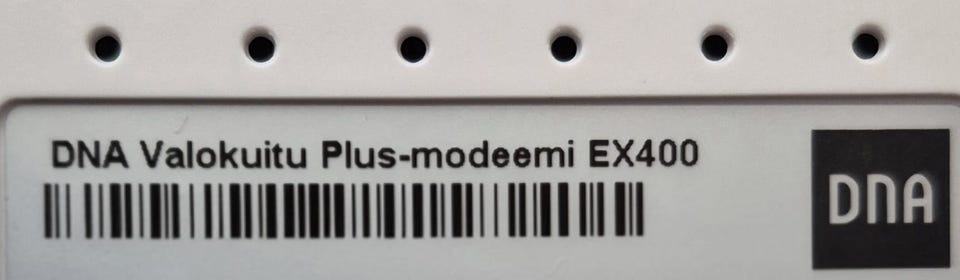 DNA Valokuitu Plus-modeemi EX400
DNA